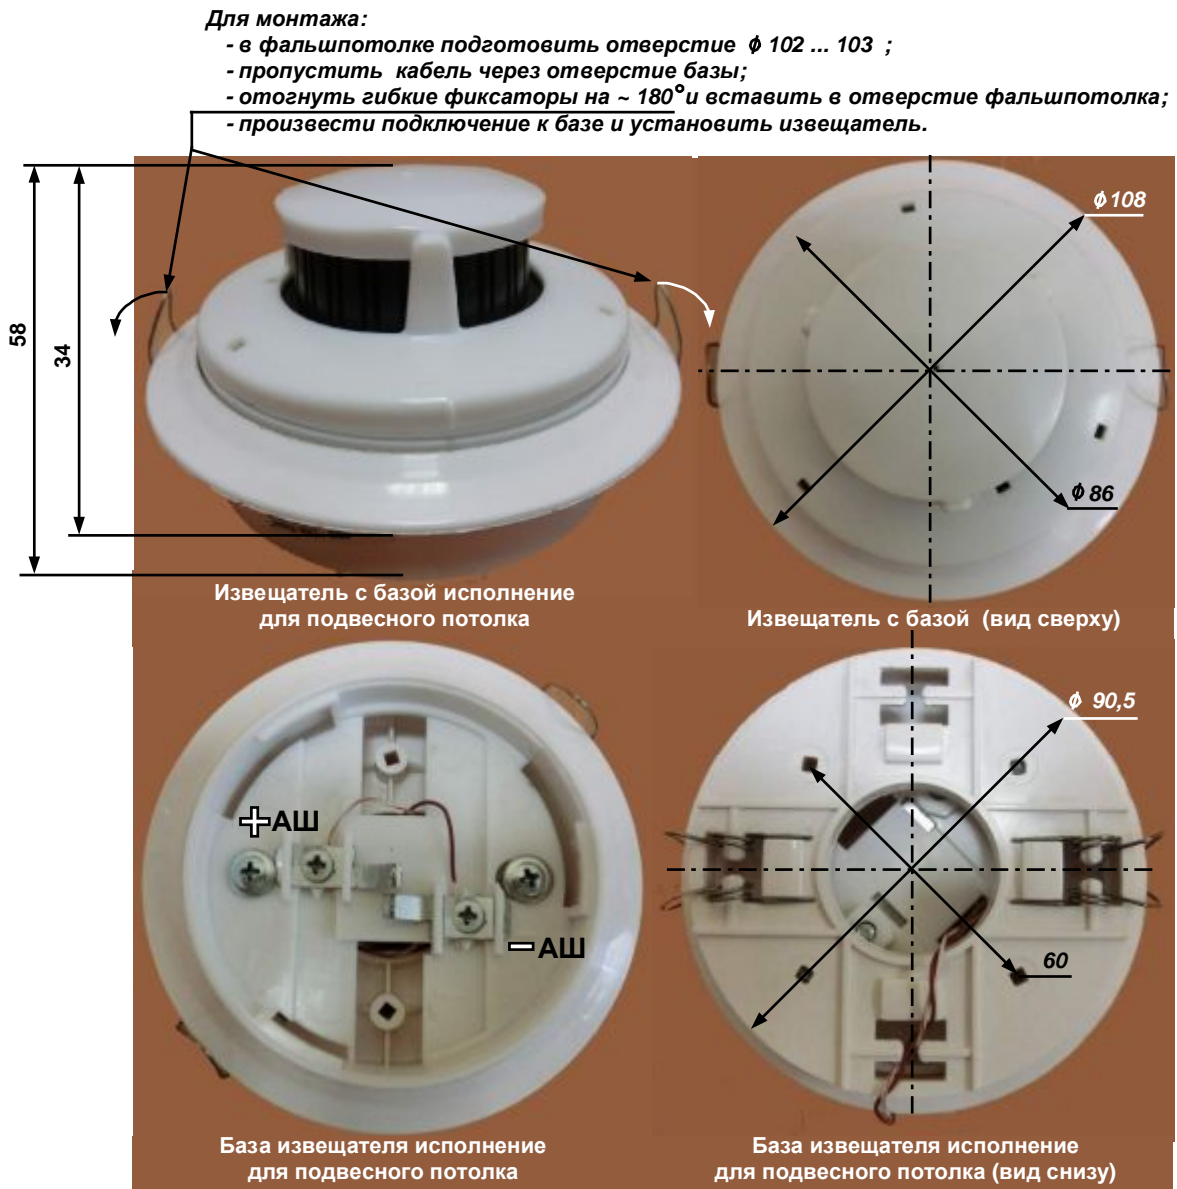 Для монтажа:
- в фальшпотолке подготовить отверстие ϕ 102 ... 103 ;
- пропустить кабель через отверстие базы;
- отогнуть гибкие фиксаторы на ~ 180° и вставить в отверстие фальшпотолка;
- произвести подключение к базе и установить извещатель.
58
34
ϕ 108
ϕ 86
Извещатель с базой исполнение
для подвесного потолка
Извещатель с базой (вид сверху)
+АШ
−АШ
ϕ 90,5
60
База извещателя исполнение
для подвесного потолка
База извещателя исполнение
для подвесного потолка (вид снизу)